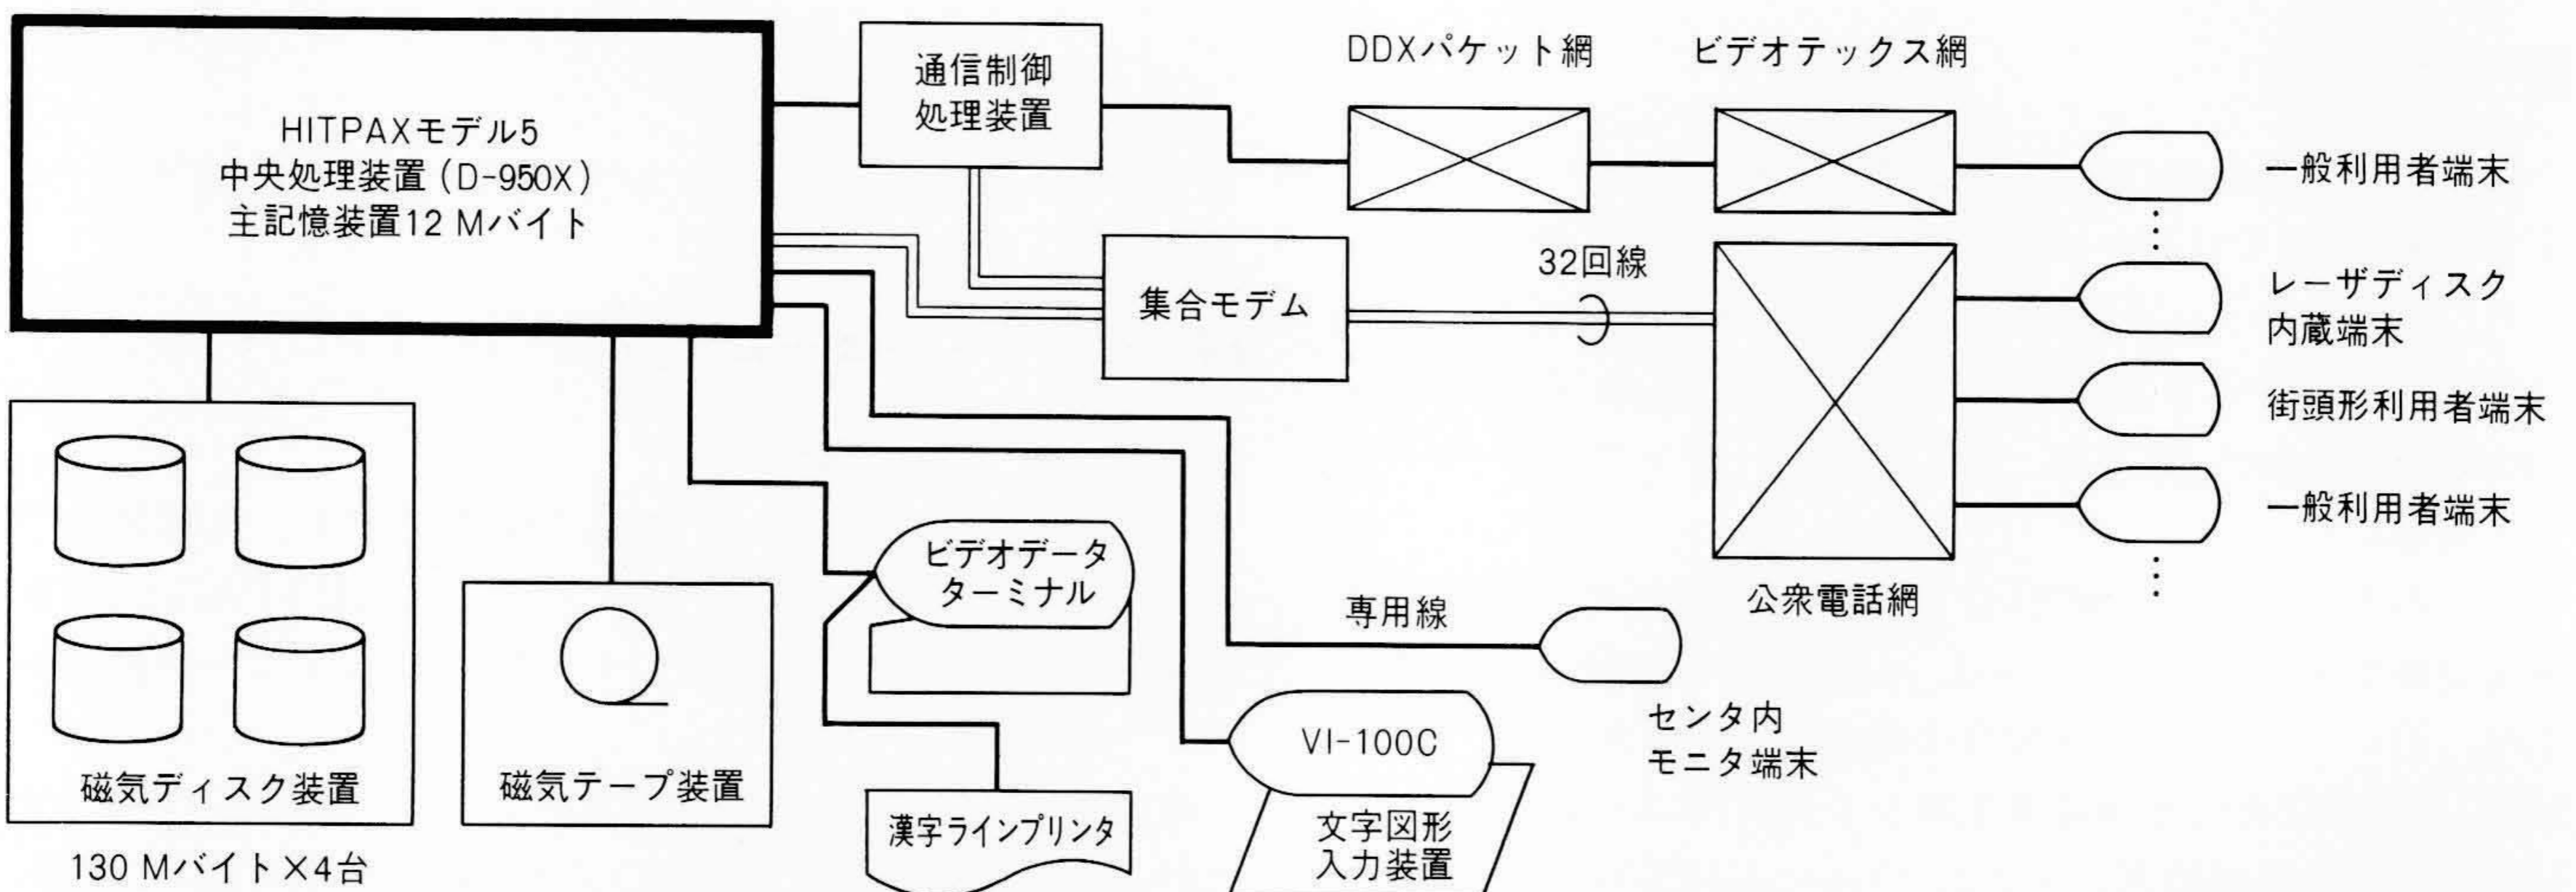 HITPAXモデル5
中央処理装置(D-950X)
主記憶装置12 Mバイト
通信制御
処理装置
DDXパケット網
ビデオテックス網
一般利用者端末
集合モデム
32回線
レーザディスク
内蔵端末
街頭形利用者端末
一般利用者端末
公衆電話網
ビデオデータ
ターミナル
専用線
センタ内
モニタ端末
VI-100C
文字図形
入力装置
漢字ラインプリンタ
磁気テープ装置
磁気ディスク装置
130 Mバイト×4台